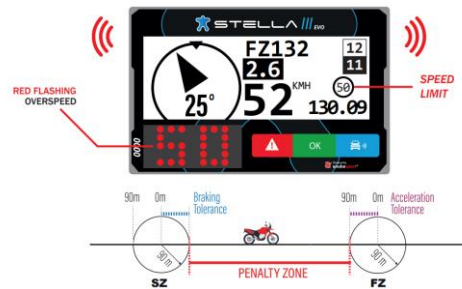 STELLA /// EVO
FZ132
12
11
2.6
52 KMH
50
25°
130.09
SPEED
LIMIT
RED FLASHING
OVERSPEED
50
OK
90m 0m Braking
Tolerance
90m 0m Acceleration
Tolerance
90 m
90 m
PENALTY ZONE
SZ
FZ